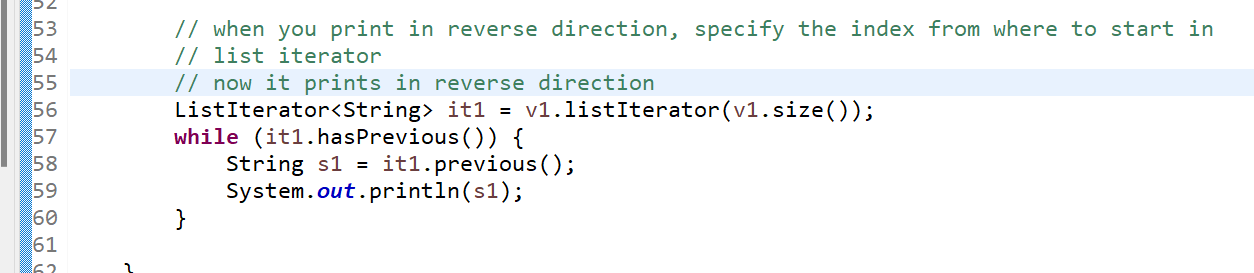 52
53 // when you print in reverse direction, specify the index from where to start in
54 // list iterator
55 // now it prints in reverse direction
56 ListIterator<String> it1 = v1.listIterator(v1.size());
57 while (it1.hasPrevious()) {
58 String s1 = it1.previous();
59 System.out.println(s1);
60 }
61
62 }